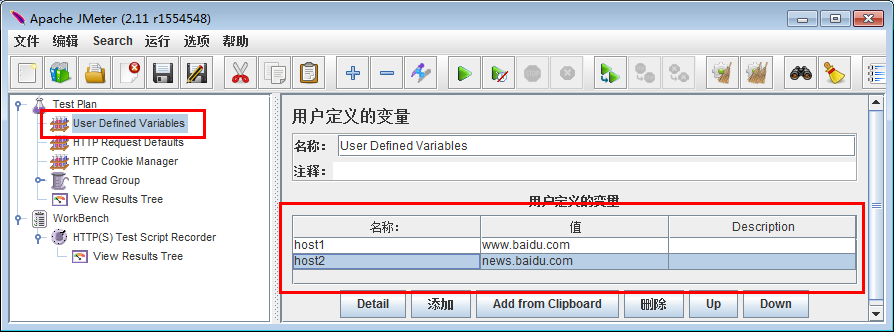 Apache JMeter (2.11 r1554548)
文件 编辑 Search 运行 选项 帮助
Test Plan
User Defined Variables
HTTP Request Defaults
HTTP Cookie Manager
Thread Group
View Results Tree
WorkBench
HTTP(S) Test Script Recorder
View Results Tree
用户定义的变量
名称： User Defined Variables
注释：
用户定义的变量
名称： 值 Description
host1 www.baidu.com
host2 news.baidu.com
Detail 添加 Add from Clipboard 删除 Up Down